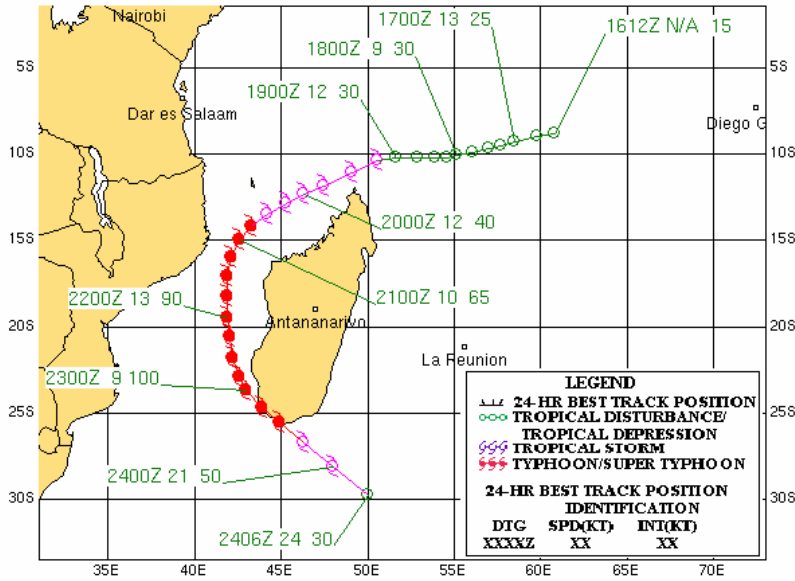 Nairobi
1700Z 13 25
1612Z N/A 15
1800Z 9 30
5S
5S
1900Z 12 30
Dar es Salaam
Diego G
10S
10S
2000Z 12 40
15S
15S
2100Z 10 65
2200Z 13 90
20S
20S
Antananarivo
La Reunion
2300Z 9 100
LEGEND
24-HR BEST TRACK POSITION
TROPICAL DISTURBANCE/
TROPICAL DEPRESSION
TROPICAL STORM
TYPHOON/SUPER TYPHOON
25S
2400Z 21 50
24-HR BEST TRACK POSITION
IDENTIFICATION
DTG SPD(KT) INT(KT)
XXXXZ XX XX
30S
2406Z 24 30
35E 40E 45E 50E 55E 60E 65E 70E